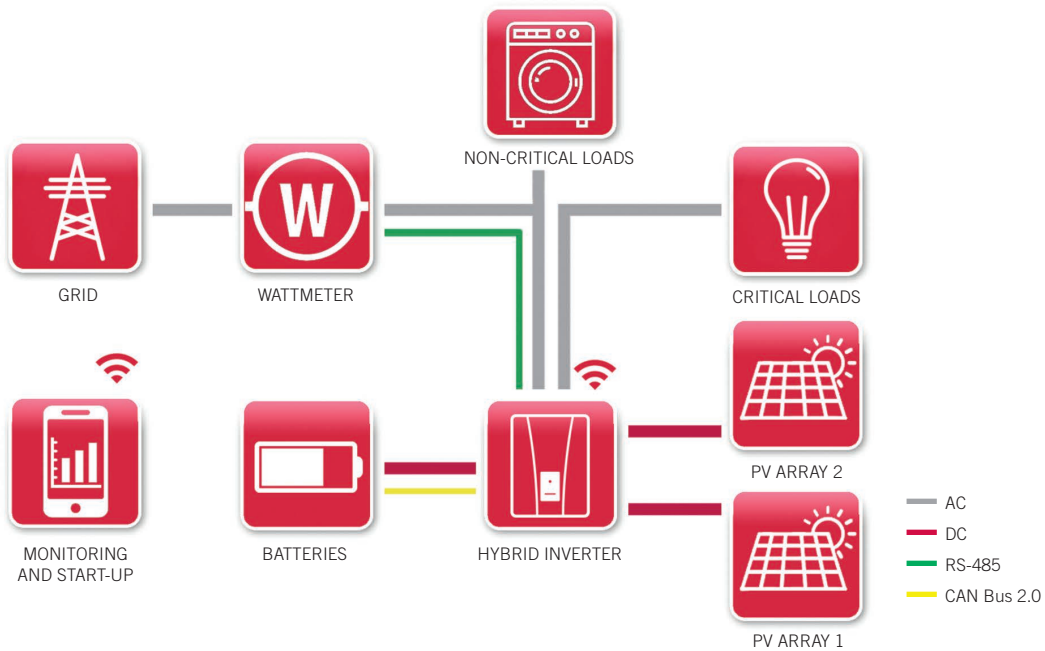 NON-CRITICAL LOADS
W
GRID
WATTMETER
CRITICAL LOADS
MONITORING
AND START-UP
BATTERIES
HYBRID INVERTER
PV ARRAY 2
PV ARRAY 1
AC
DC
RS-485
CAN Bus 2.0